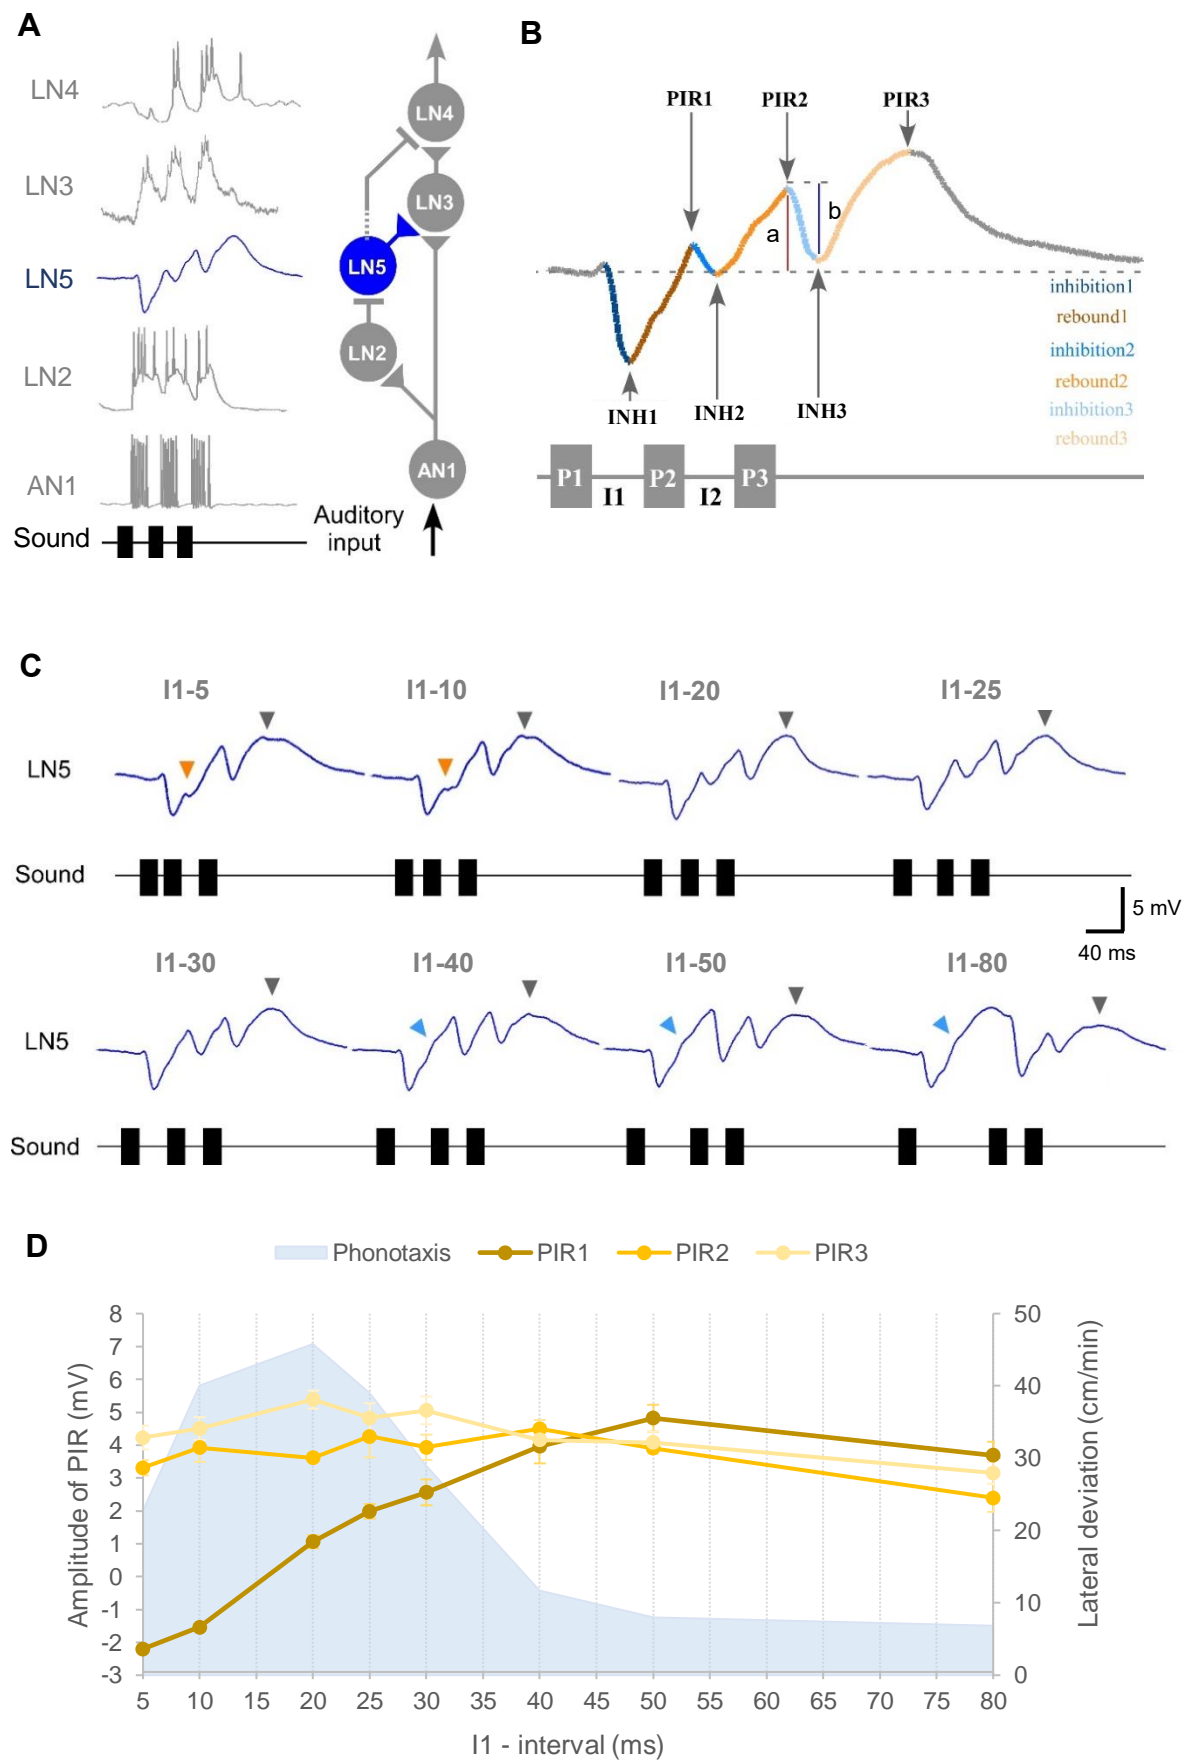 A
LN4
LN3
LN5
LN2
AN1
Sound
LN4
LN3
LN5
LN2
AN1
Auditory
input
B
PIR1
PIR2
PIR3
a
b
inhibition1
rebound1
inhibition2
rebound2
inhibition3
rebound3
INH1
INH2
INH3
P1
I1
P2
I2
P3
C
I1-5
I1-10
I1-20
I1-25
LN5
Sound
5 mV
40 ms
I1-30
I1-40
I1-50
I1-80
LN5
Sound
D
Phonotaxis
PIR1
PIR2
PIR3
Amplitude of PIR (mV)
8
7
6
5
4
3
2
1
0
-1
-2
-3
50
40
30
20
10
0
Lateral deviation (cm/min)
5 10 15 20 25 30 35 40 45 50 55 60 65 70 75 80
I1 - interval (ms)